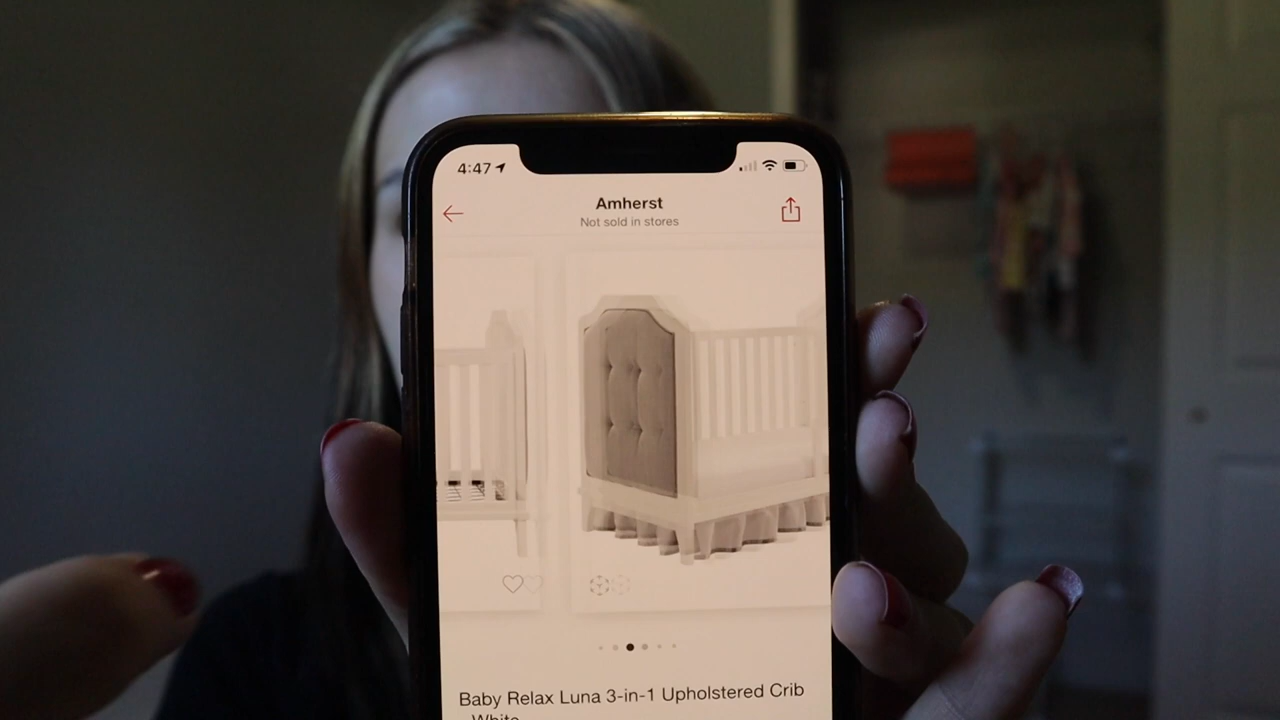 4:47
Amherst
Not sold in stores
Baby Relax Luna 3-in-1 Upholstered Crib
- White